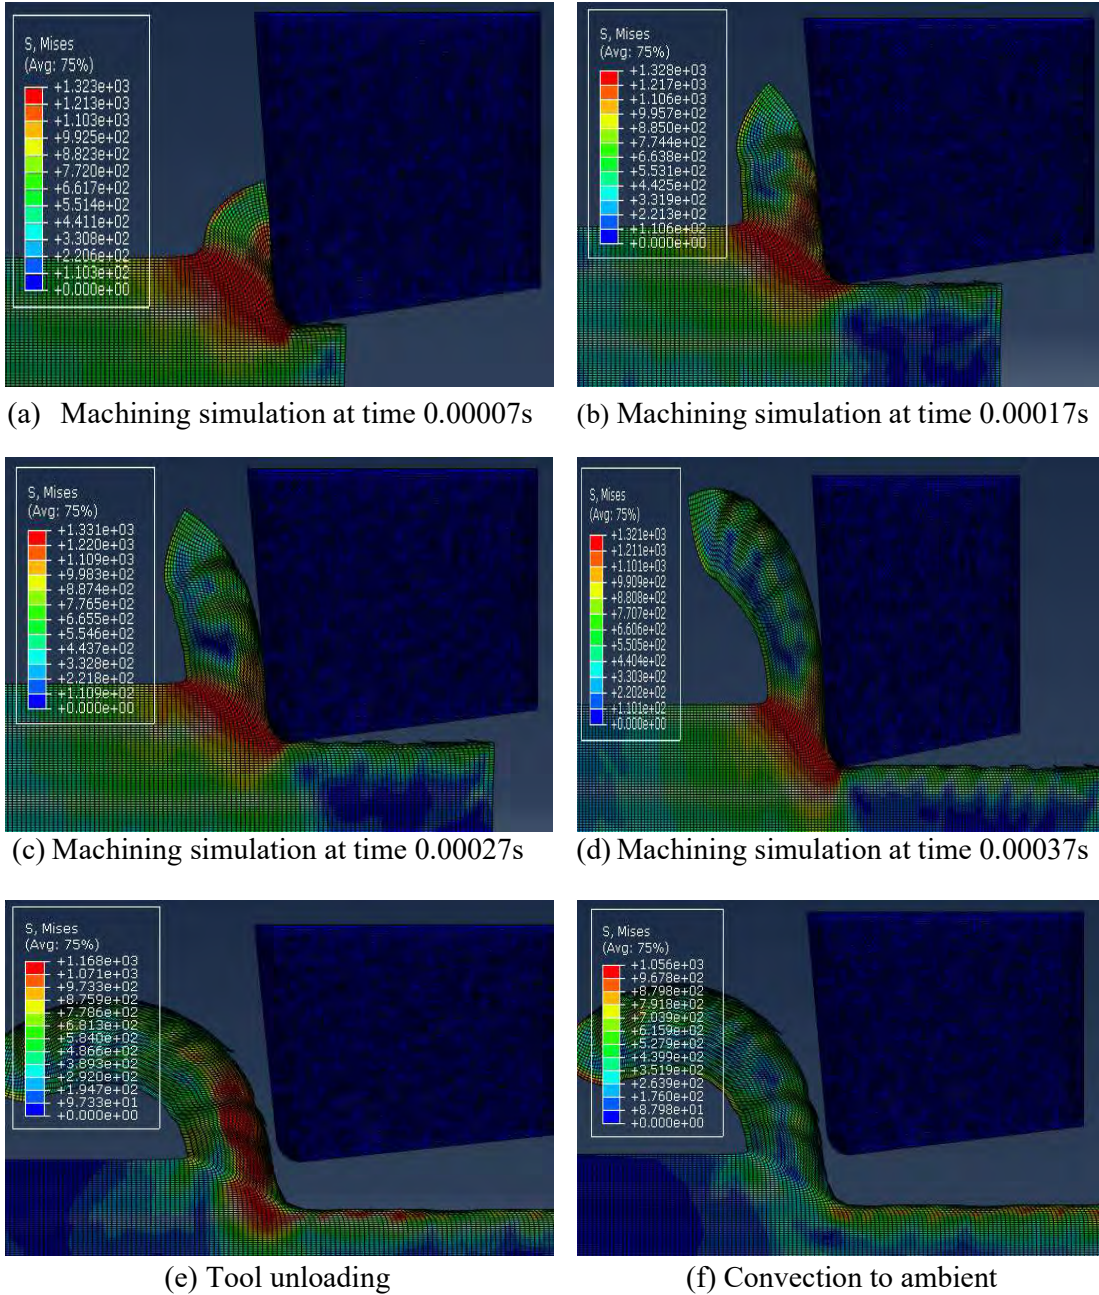 S, Mises
(Avg: 75%)
+1.323e+03
+1.213e+03
+1.103e+03
+9.925e+02
+8.823e+02
+7.720e+02
+6.617e+02
+5.514e+02
+4.411e+02
+3.308e+02
+2.206e+02
+1.103e+02
+0.000e+00
S, Mises
(Avg: 75%)
+1.328e+03
+1.217e+03
+1.106e+03
+9.957e+02
+8.850e+02
+7.744e+02
+6.638e+02
+5.531e+02
+4.425e+02
+3.319e+02
+2.213e+02
+1.106e+02
+0.000e+00
(a) Machining simulation at time 0.00007s
(b) Machining simulation at time 0.00017s
S, Mises
(Avg: 75%)
+1.331e+03
+1.220e+03
+1.109e+03
+9.983e+02
+8.874e+02
+7.765e+02
+6.655e+02
+5.546e+02
+4.437e+02
+3.328e+02
+2.218e+02
+1.109e+02
+0.000e+00
S, Mises
(Avg: 75%)
+1.321e+03
+1.211e+03
+1.101e+03
+9.909e+02
+8.808e+02
+7.707e+02
+6.606e+02
+5.505e+02
+4.404e+02
+3.303e+02
+2.202e+02
+1.101e+02
+0.000e+00
(c) Machining simulation at time 0.00027s
(d) Machining simulation at time 0.00037s
S, Mises
(Avg: 75%)
+1.168e+03
+1.071e+03
+9.733e+02
+8.759e+02
+7.786e+02
+6.813e+02
+5.840e+02
+4.866e+02
+3.893e+02
+2.920e+02
+1.947e+02
+9.733e+01
+0.000e+00
S, Mises
(Avg: 75%)
+1.056e+03
+9.678e+02
+8.798e+02
+7.918e+02
+7.039e+02
+6.159e+02
+5.279e+02
+4.399e+02
+3.519e+02
+2.639e+02
+1.760e+02
+8.798e+01
+0.000e+00
(e) Tool unloading
(f) Convection to ambient